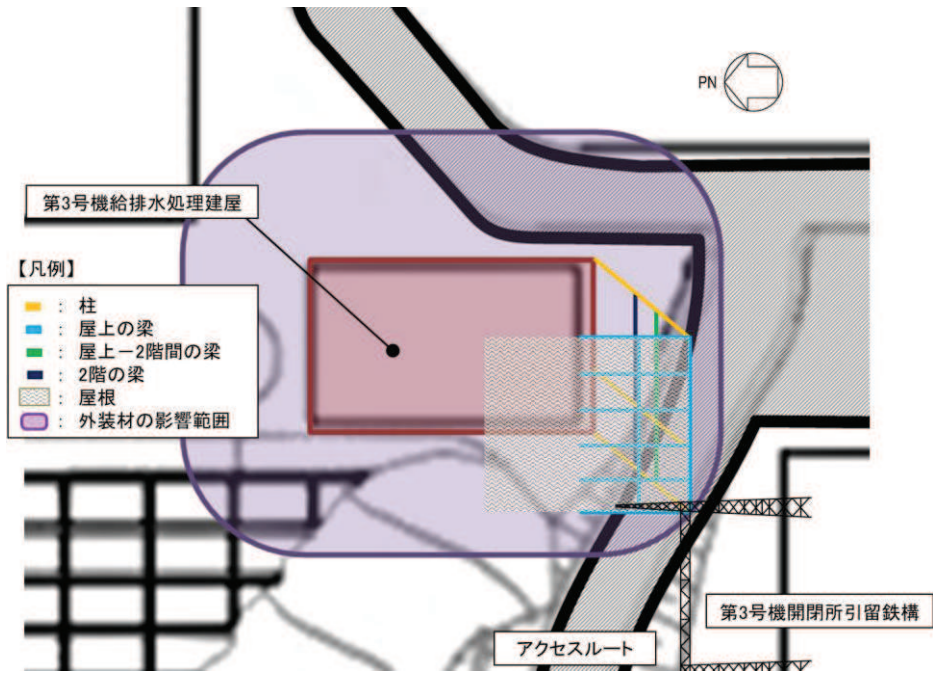 PN
第3号機給排水処理建屋
【凡例】
： 柱
： 屋上の梁
： 屋上－2階間の梁
： 2階の梁
： 屋根
： 外装材の影響範囲
第3号機開閉所引留鉄構
アクセスルート